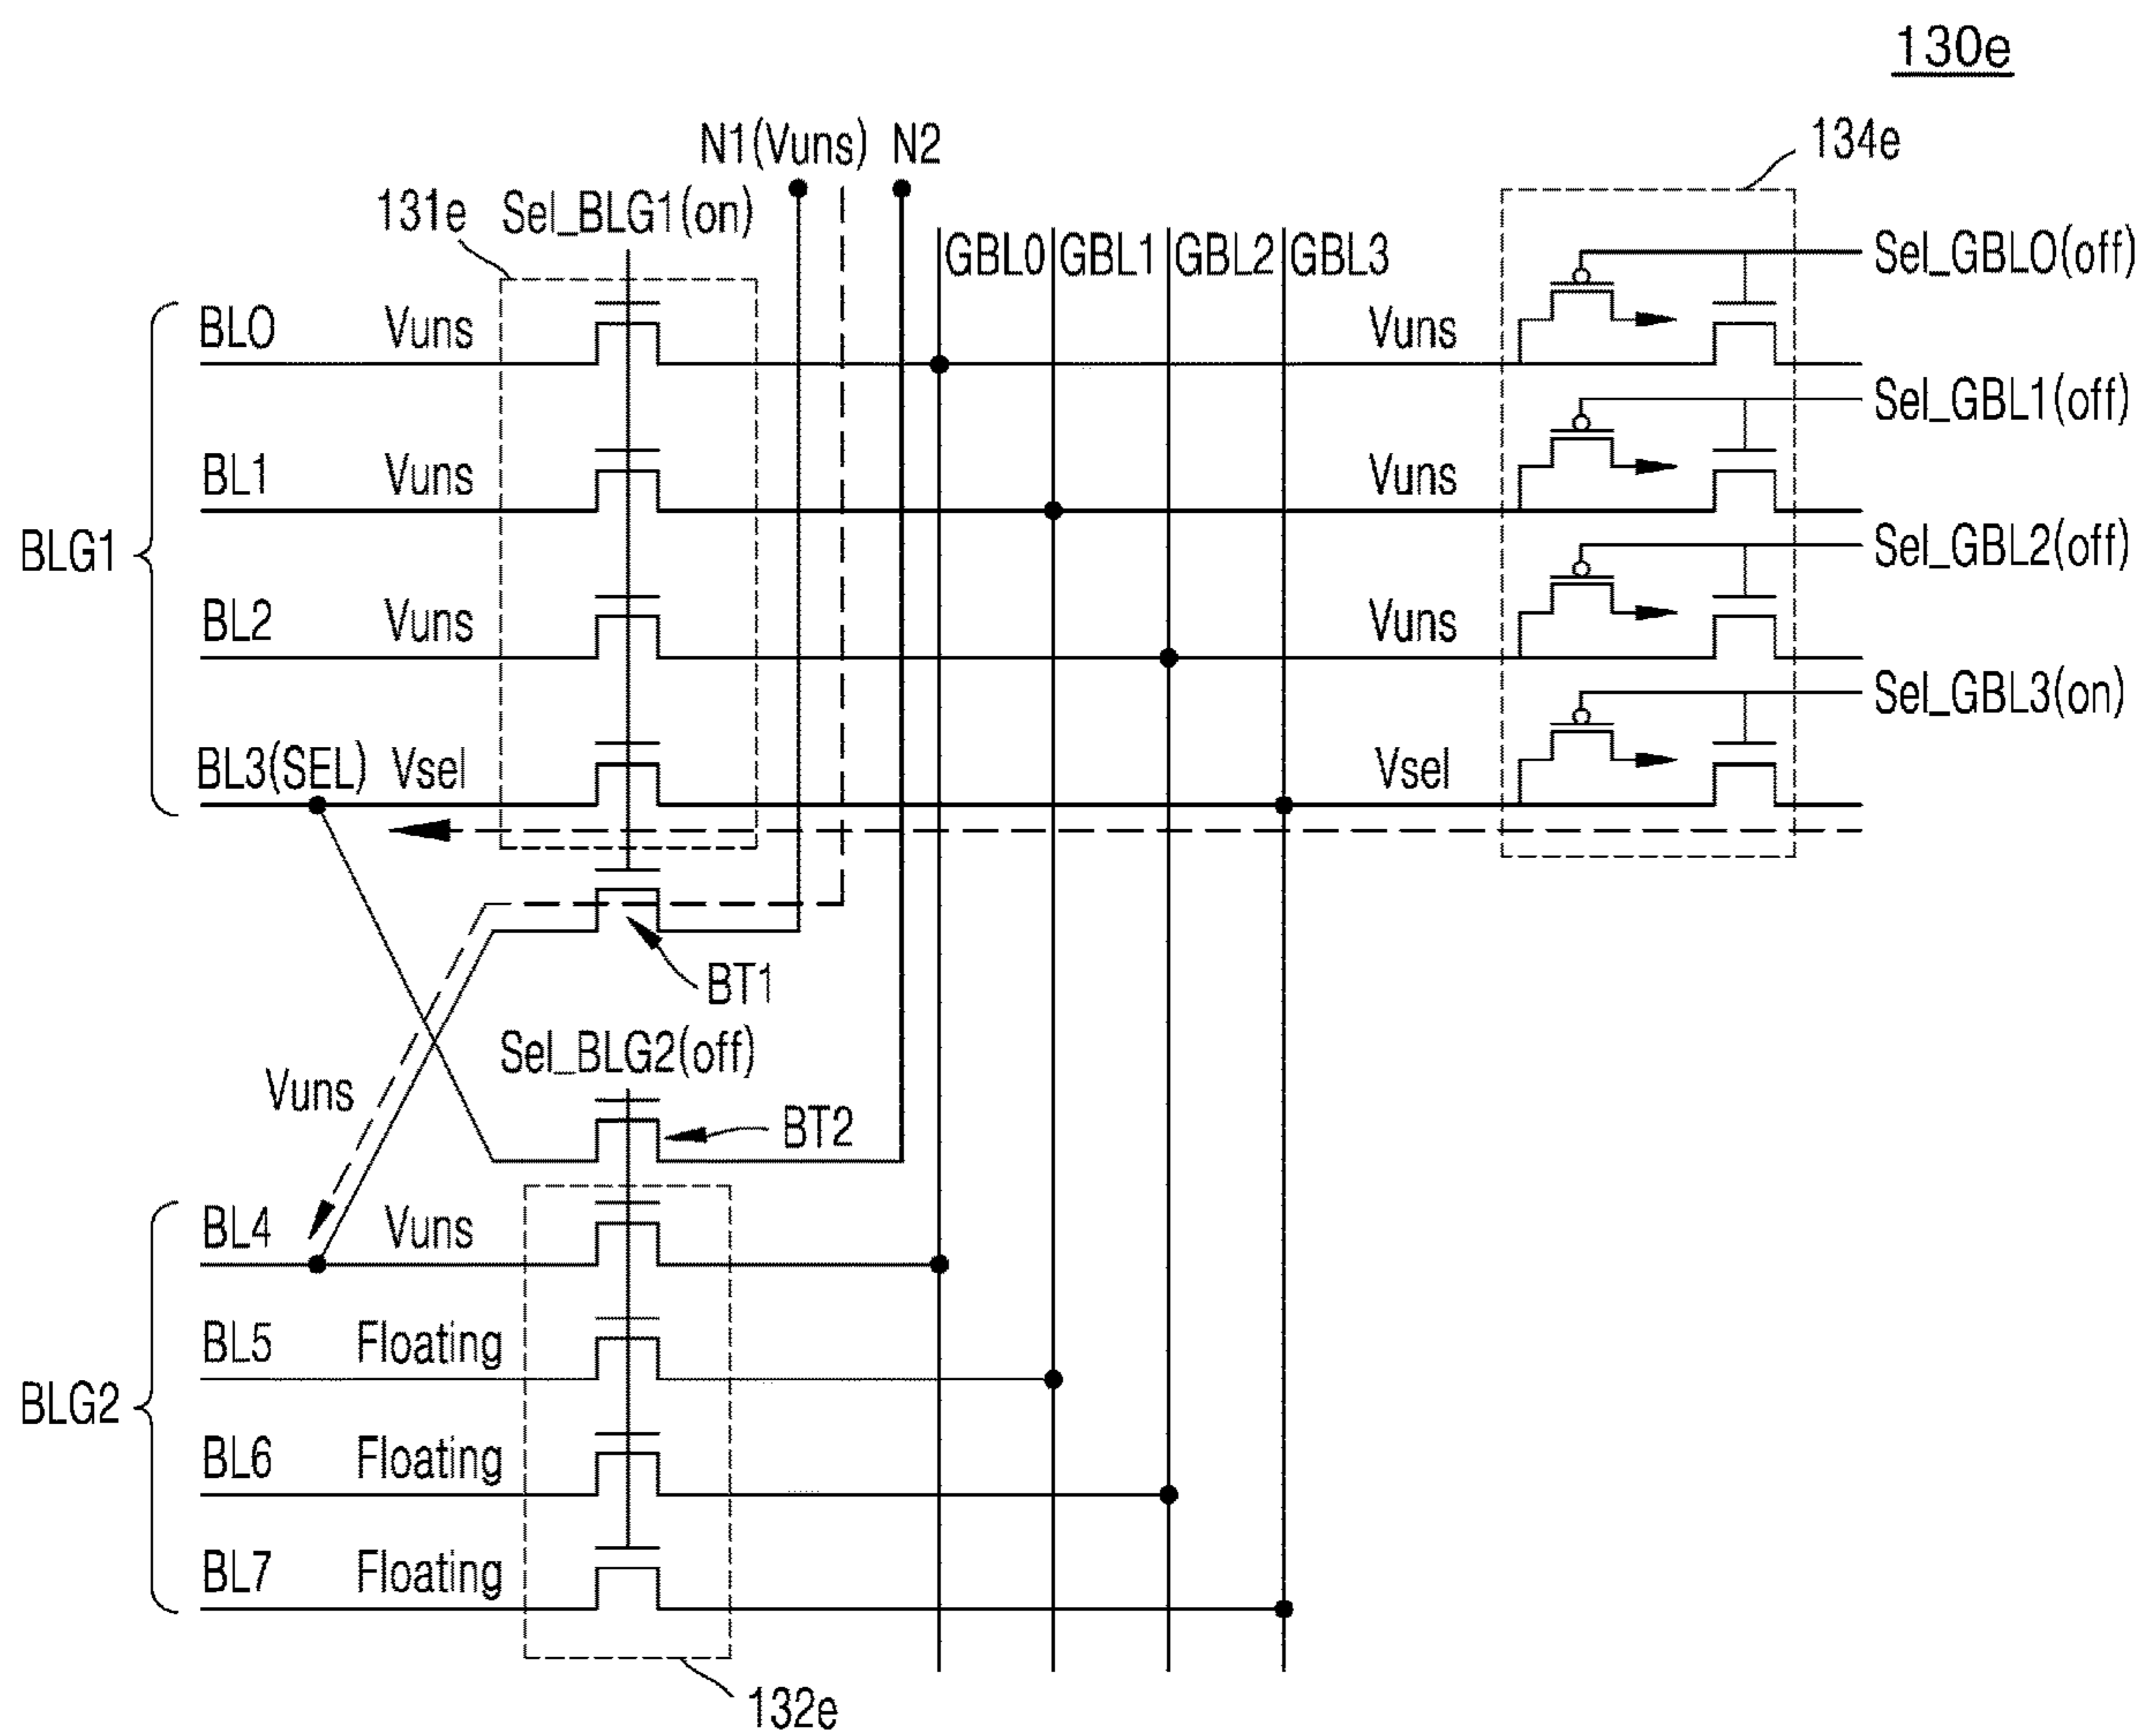 130e
134e
N1(Vuns) N2
131e Sel_BLG1(on)
GBL0 GBL1 GBL2 GBL3
Sel_GBL0(off)
BL0 Vuns Vuns
Sel_GBL1(off)
BL1 Vuns Vuns
BLG1
Sel_GBL2(off)
BL2 Vuns Vuns
Sel_GBL3(on)
BL3(SEL) Vsel Vsel
BT1
Sel_BLG2(off)
Vuns
BT2
BL4 Vuns
BL5 Floating
BLG2
BL6 Floating
BL7 Floating
132e